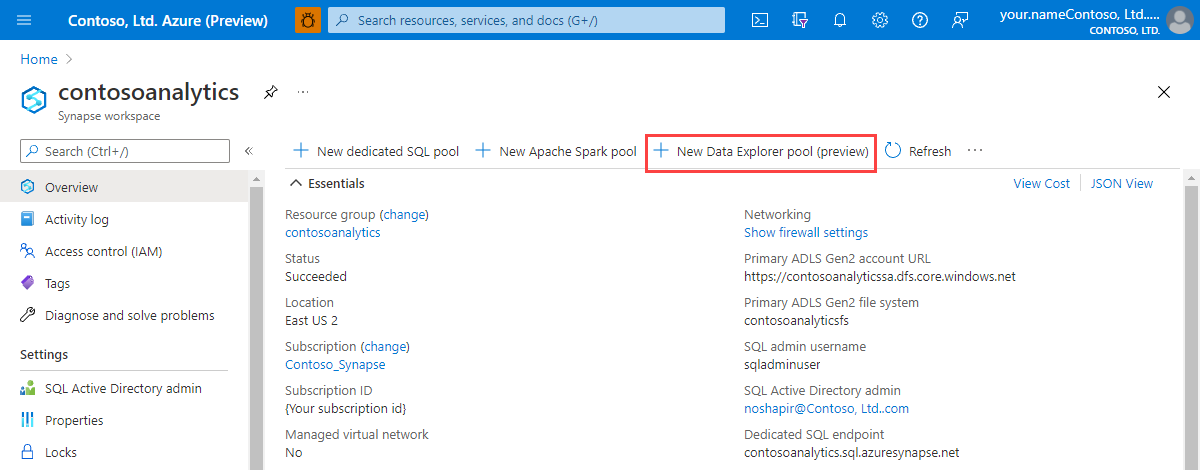 Contoso, Ltd. Azure (Preview)
Search resources, services, and docs (G+/)
your.nameContoso, Ltd.....
CONTOSO, LTD.
Home
contosoanalytics
...
Synapse workspace
Search (Ctrl+/)
New dedicated SQL pool
New Apache Spark pool
New Data Explorer pool (preview)
Refresh
...
Overview
Activity log
Access control (IAM)
Tags
Diagnose and solve problems
Settings
SQL Active Directory admin
Properties
Locks
Essentials
View Cost
JSON View
Resource group (change)
contosoanalytics
Status
Succeeded
Location
East US 2
Subscription (change)
Contoso_Synapse
Subscription ID
{Your subscription id}
Managed virtual network
No
Networking
Show firewall settings
Primary ADLS Gen2 account URL
https://contosoanalyticssa.dfs.core.windows.net
Primary ADLS Gen2 file system
contosoanalyticsfs
SQL admin username
sqladminuser
SQL Active Directory admin
noshapir@Contoso, Ltd..com
Dedicated SQL endpoint
contosoanalytics.sql.azuresynapse.net